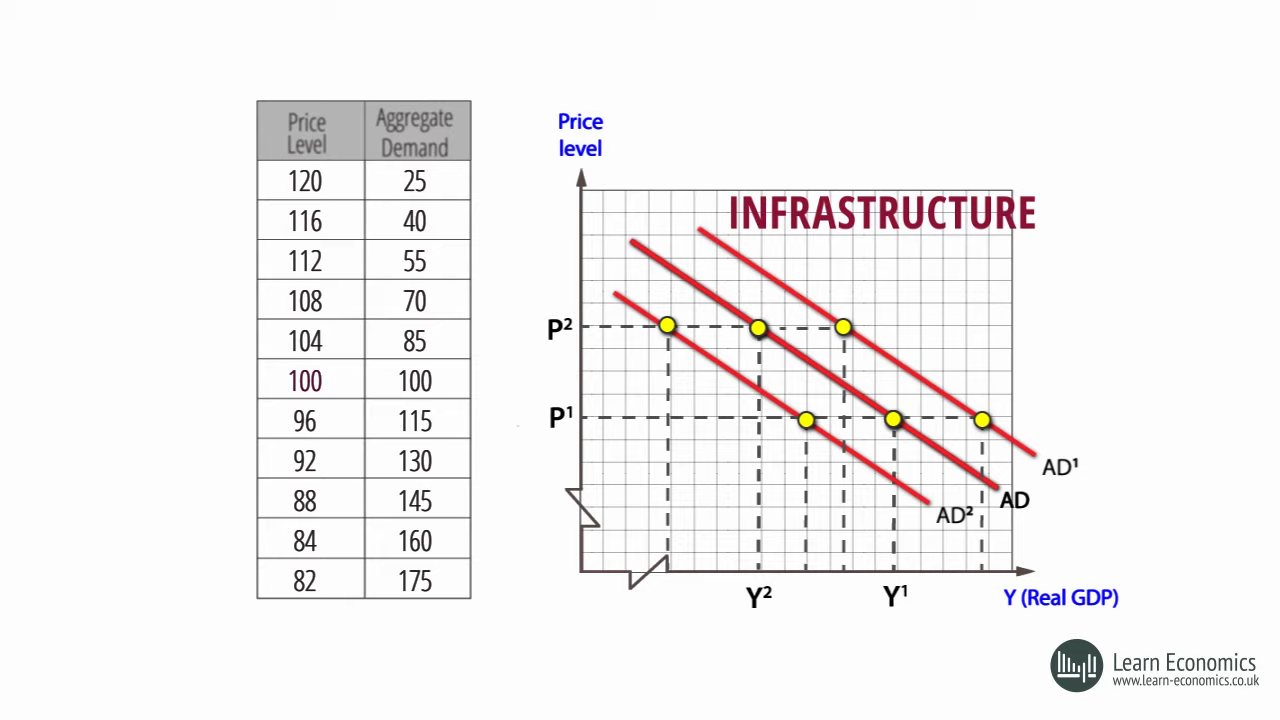 Price Level
Aggregate Demand
120 25
116 40
112 55
108 70
104 85
100 100
96 115
92 130
88 145
84 160
82 175
Price
level
INFRASTRUCTURE
P²
P¹
AD¹
AD
AD²
Y² Y¹ Y (Real GDP)
Learn Economics
www.learn-economics.co.uk